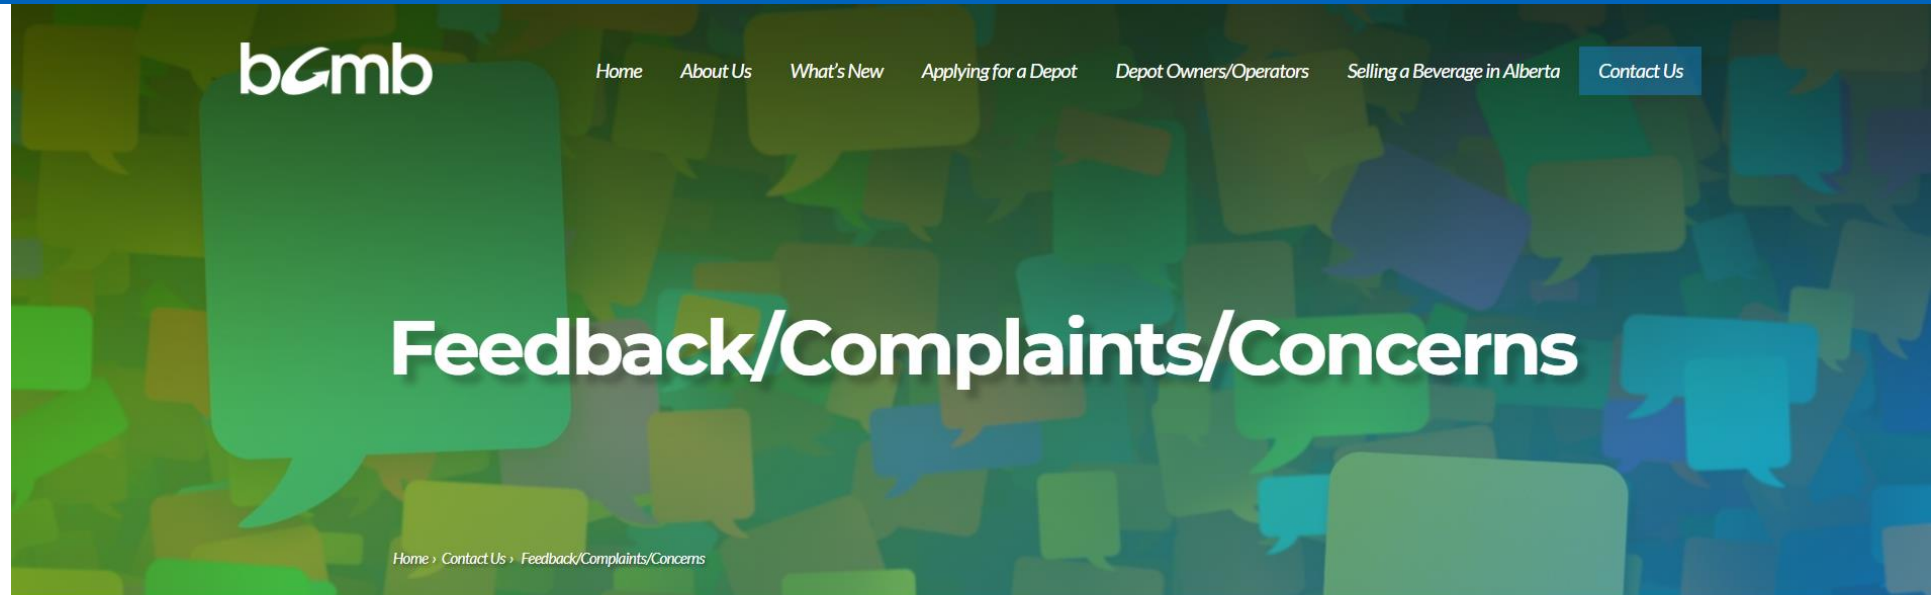 bcmb
Home About Us What's New Applying for a Depot Depot Owners/Operators Selling a Beverage in Alberta Contact Us
Feedback/Complaints/Concerns
Home › Contact Us › Feedback/Complaints/Concerns